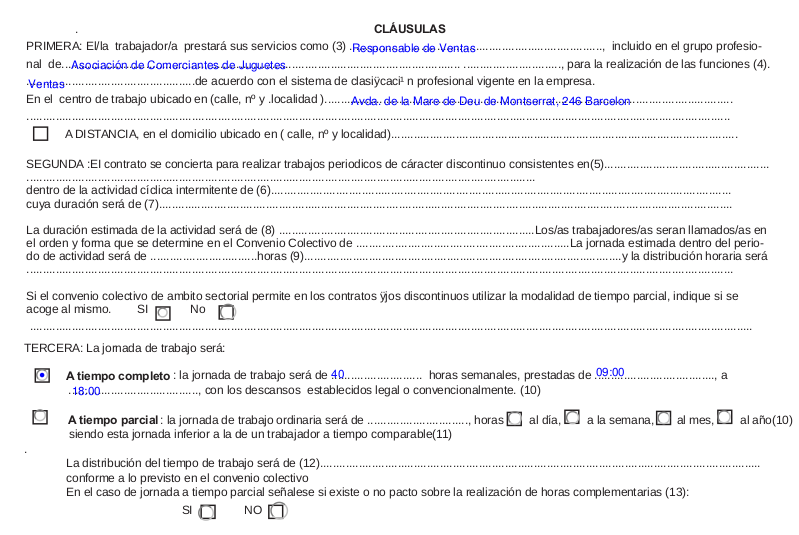 CLÁUSULAS
PRIMERA: El/la trabajador/a prestará sus servicios como (3) .Responsable de Ventas......................................., incluido en el grupo profesio-
nal de...Asociación de Comerciantes de Juguetes..................................................., para la realización de las funciones (4).
.Ventas..............................................de acuerdo con el sistema de clasiÿcaci¹ n profesional vigente en la empresa.
En el centro de trabajo ubicado en (calle, nº y .localidad )........Avda. de la Mare de Deu de Montserrat, 246 Barcelon................................
..............................................................................................................................
A DISTANCIA, en el domicilio ubicado en ( calle, nº y localidad)............................................................................
SEGUNDA :El contrato se concierta para realizar trabajos periodicos de cáracter discontinuo consistentes en(5)....................................
..............................................................................................
dentro de la actividad cíclica intermitente de (6)..................................................................................................
cuya duración será de (7)..................................................................................................................
La duración estimada de la actividad será de (8) ..........................................................Los/as trabajadores/as seran llamados/as en
el orden y forma que se determine en el Convenio Colectivo de ................................................La jornada estimada dentro del perio-
do de actividad será de ........................horas (9)........................................................................y la distribución horaria será
..............................................................................................................................
Si el convenio colectivo de ambito sectorial permite en los contratos ÿjos discontinuos utilizar la modalidad de tiempo parcial, indique si se
acoge al mismo. SI No
..............................................................................................................................
TERCERA: La jornada de trabajo será:
A tiempo completo : la jornada de trabajo será de 40........................ horas semanales, prestadas de 09:00..............................., a
.18:00............................, con los descansos establecidos legal o convencionalmente. (10)
A tiempo parcial : la jornada de trabajo ordinaria será de ........................, horas al día, a la semana, al mes, al año(10)
siendo esta jornada inferior a la de un trabajador a tiempo comparable(11)
La distribución del tiempo de trabajo será de (12)..............................................................................................
conforme a lo previsto en el convenio colectivo
En el caso de jornada a tiempo parcial señalese si existe o no pacto sobre la realización de horas complementarias (13):
SI NO